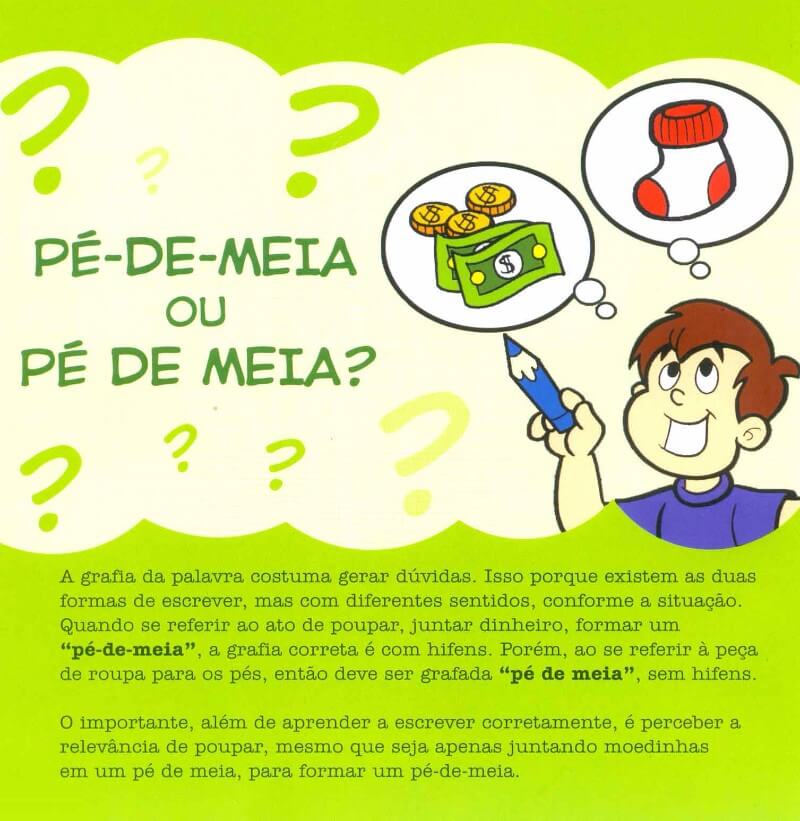 PÉ-DE-MEIA
OU
PÉ DE MEIA?
A grafia da palavra costuma gerar dúvidas. Isso porque existem as duas
formas de escrever, mas com diferentes sentidos, conforme a situação.
Quando se referir ao ato de poupar, juntar dinheiro, formar um
“pé-de-meia”, a grafia correta é com hifens. Porém, ao se referir à peça
de roupa para os pés, então deve ser grafada “pé de meia”, sem hifens.
O importante, além de aprender a escrever corretamente, é perceber a
relevância de poupar, mesmo que seja apenas juntando moedinhas
em um pé de meia, para formar um pé-de-meia.